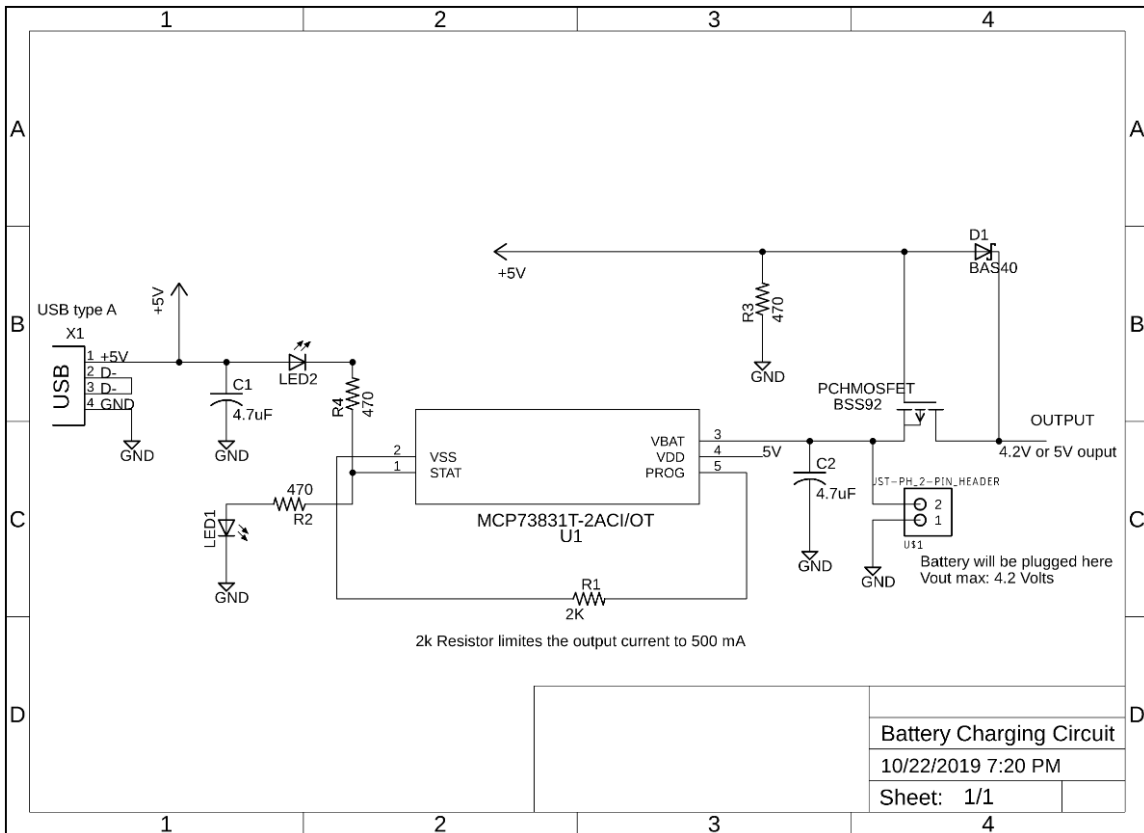 1 2 3 4
A A
D1
BAS40
+5V
+5V
USB type A
X1
B B
R3
470
1 +5V
2 D-
3 D-
4 GND
USB
C1
4.7uF
LED2
R4
470
GND
PCHMOSFET
BSS92
OUTPUT
4.2V or 5V ouput
GND
GND
2 VSS
1 STAT
VBAT 3
VDD 4
PROG 5
5V
C2
4.7uF
JST-PH_2-PIN_HEADER
2
1
U$1
470
R2
LED1
C C
MCP73831T-2ACI/OT
U1
GND
GND
Battery will be plugged here
Vout max: 4.2 Volts
GND
R1
2K
2k Resistor limites the output current to 500 mA
D D
Battery Charging Circuit
10/22/2019 7:20 PM
Sheet: 1/1
1 2 3 4